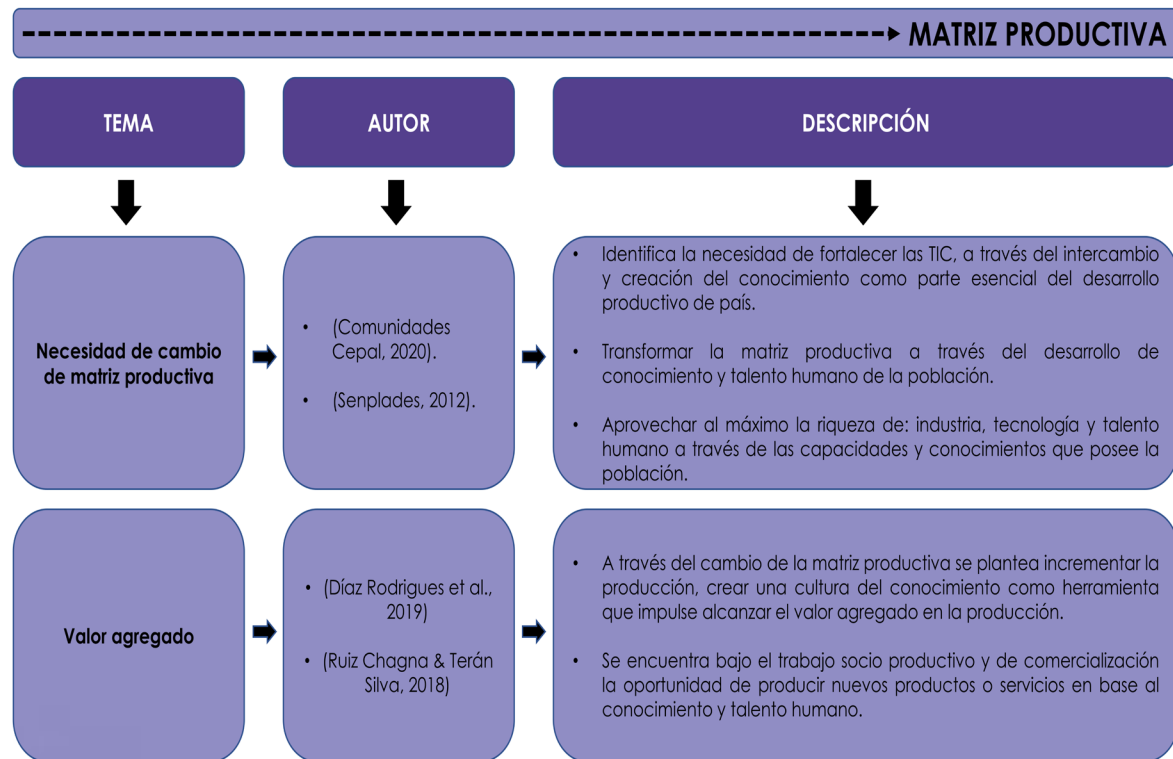 MATRIZ PRODUCTIVA
TEMA
AUTOR
DESCRIPCIÓN
Necesidad de cambio
de matriz productiva
• (Comunidades
Cepal, 2020).
• (Senplades, 2012).
• Identifica la necesidad de fortalecer las TIC, a través del intercambio
y creación del conocimiento como parte esencial del desarrollo
productivo de país.
• Transformar la matriz productiva a través del desarrollo de
conocimiento y talento humano de la población.
• Aprovechar al máximo la riqueza de: industria, tecnología y talento
humano a través de las capacidades y conocimientos que posee la
población.
Valor agregado
• (Díaz Rodrigues et al.,
2019)
• (Ruiz Chagna & Terán
Silva, 2018)
• A través del cambio de la matriz productiva se plantea incrementar la
producción, crear una cultura del conocimiento como herramienta
que impulse alcanzar el valor agregado en la producción.
• Se encuentra bajo el trabajo socio productivo y de comercialización
la oportunidad de producir nuevos productos o servicios en base al
conocimiento y talento humano.